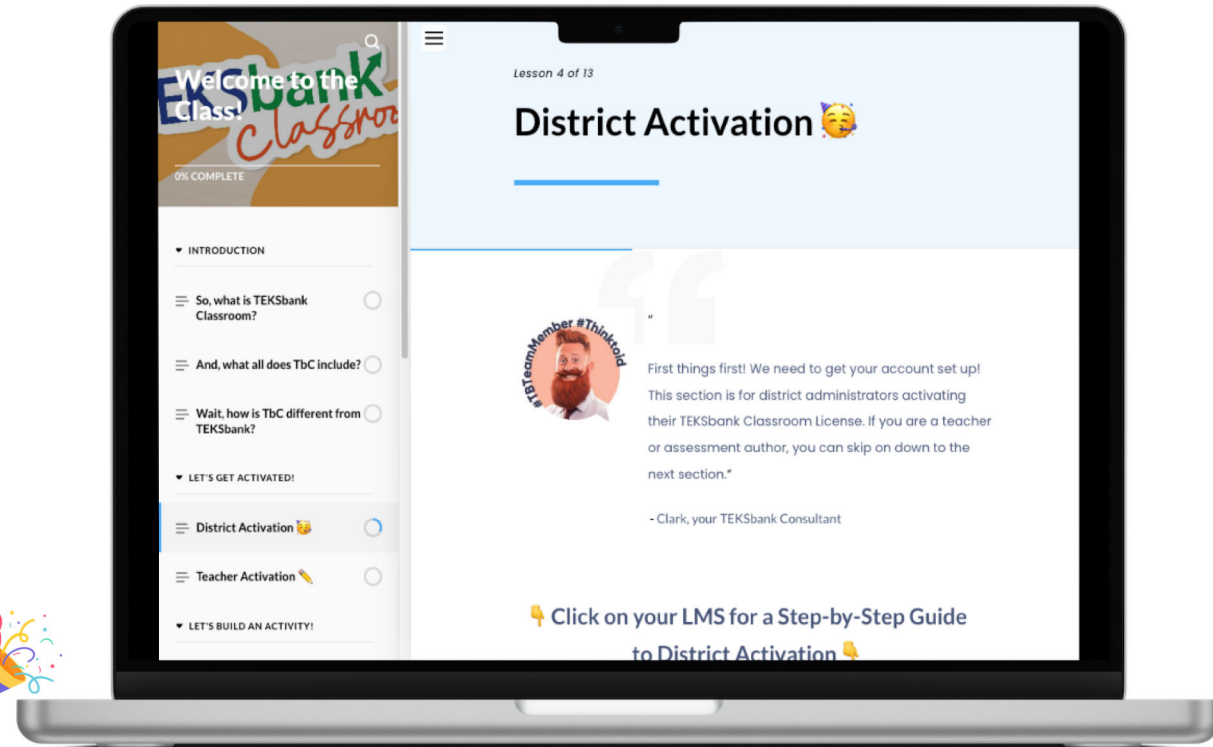 EKSbank
Classroo
Welcome to the
Class!
0% COMPLETE
INTRODUCTION
So, what is TEKSbank
Classroom?
And, what all does TbC include?
Wait, how is TbC different from
TEKSbank?
LET'S GET ACTIVATED!
District Activation 🥳
Teacher Activation ✏️
LET'S BUILD AN ACTIVITY!
Lesson 4 of 13
District Activation 🥳
#TBTeamMember #Thinktoid
"
First things first! We need to get your account set up!
This section is for district administrators activating
their TEKSbank Classroom License. If you are a teacher
or assessment author, you can skip on down to the
next section."
- Clark, your TEKSbank Consultant
👇 Click on your LMS for a Step-by-Step Guide
to District Activation 👇